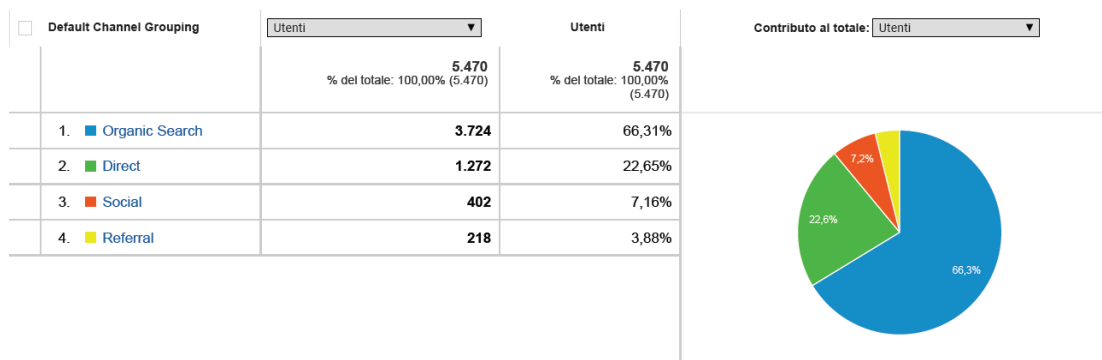 Default Channel Grouping Utenti ▼ Utenti Contributo al totale: Utenti ▼
5.470 5.470
% del totale: 100,00% (5.470) % del totale: 100,00%
(5.470)
1. Organic Search 3.724 66,31%
2. Direct 1.272 22,65%
3. Social 402 7,16%
4. Referral 218 3,88%
7,2%
22,6%
66,3%